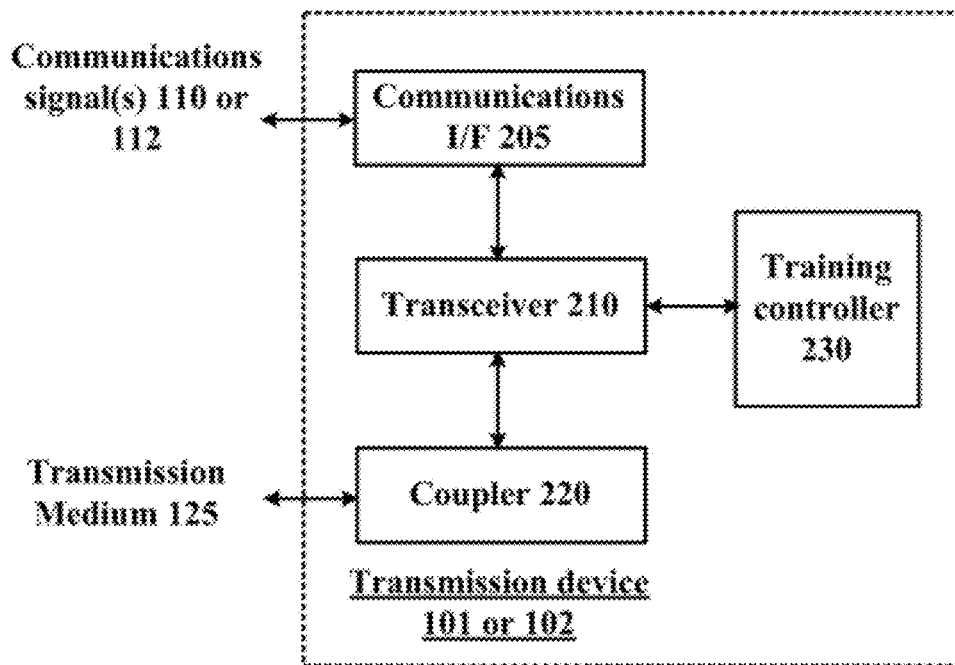 Communications
signal(s) 110 or
112
Communications
I/F 205
Transceiver 210
Training
controller
230
Transmission
Medium 125
Coupler 220
Transmission device
101 or 102